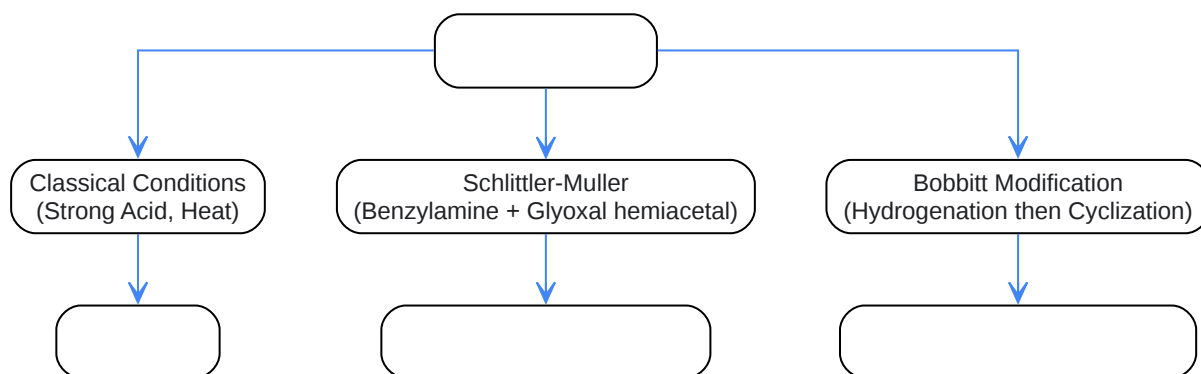 Classical Conditions
(Strong Acid, Heat)
Schlittler-Muller
(Benzylamine + Glyoxal hemiacetal)
Bobbitt Modification
(Hydrogenation then Cyclization)